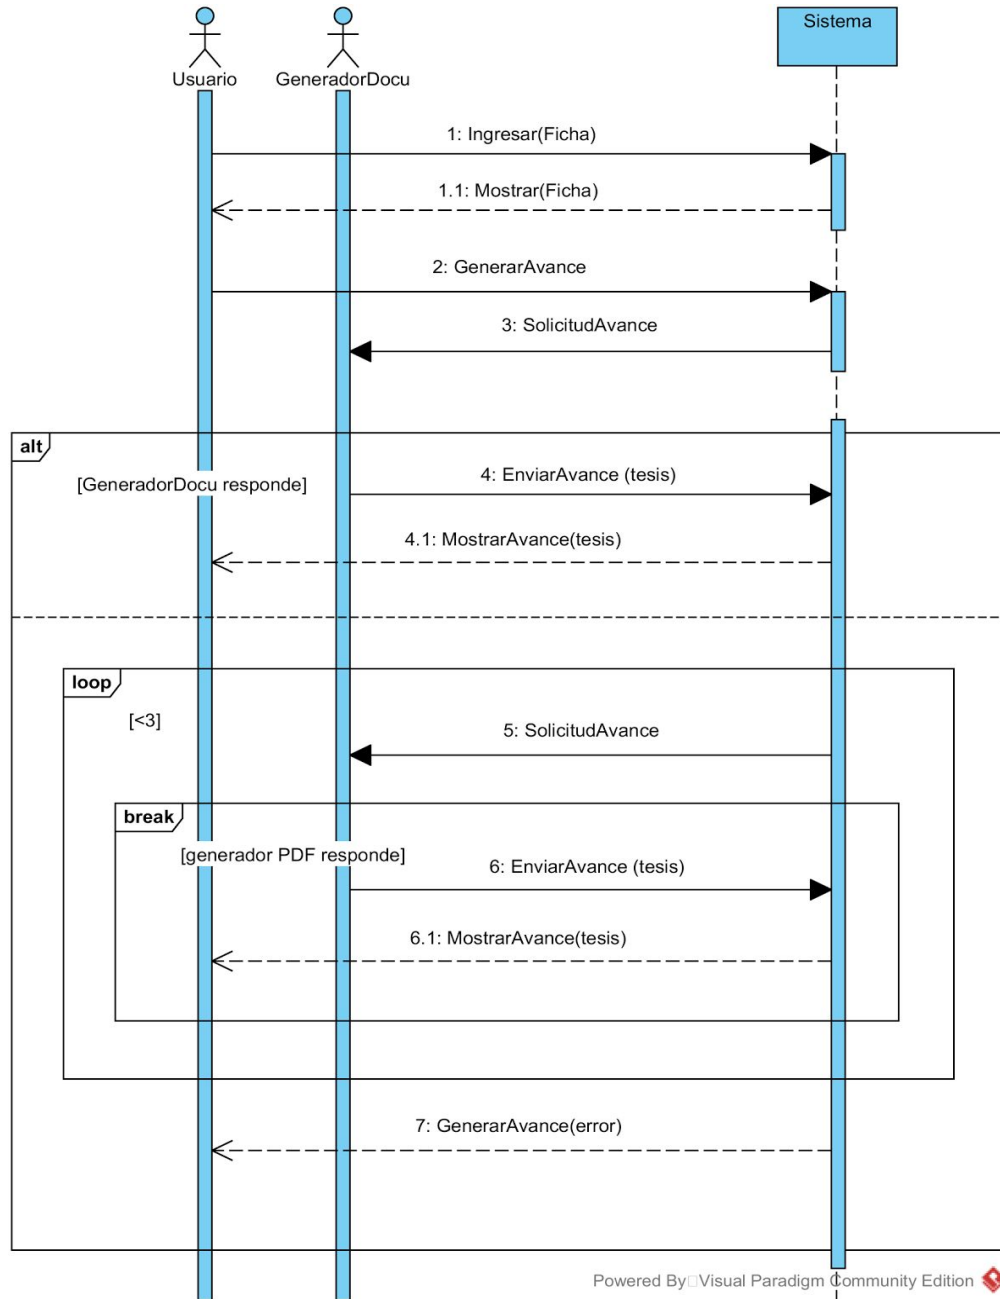 Sistema
Usuario
GeneradorDocu
1: Ingresar(Ficha)
1.1: Mostrar(Ficha)
2: GenerarAvance
3: SolicitudAvance
alt
[GeneradorDocu responde]
4: EnviarAvance (tesis)
4.1: MostrarAvance(tesis)
loop
[<3]
5: SolicitudAvance
break
[generador PDF responde]
6: EnviarAvance (tesis)
6.1: MostrarAvance(tesis)
7: GenerarAvance(error)
Powered By□Visual Paradigm Community Edition